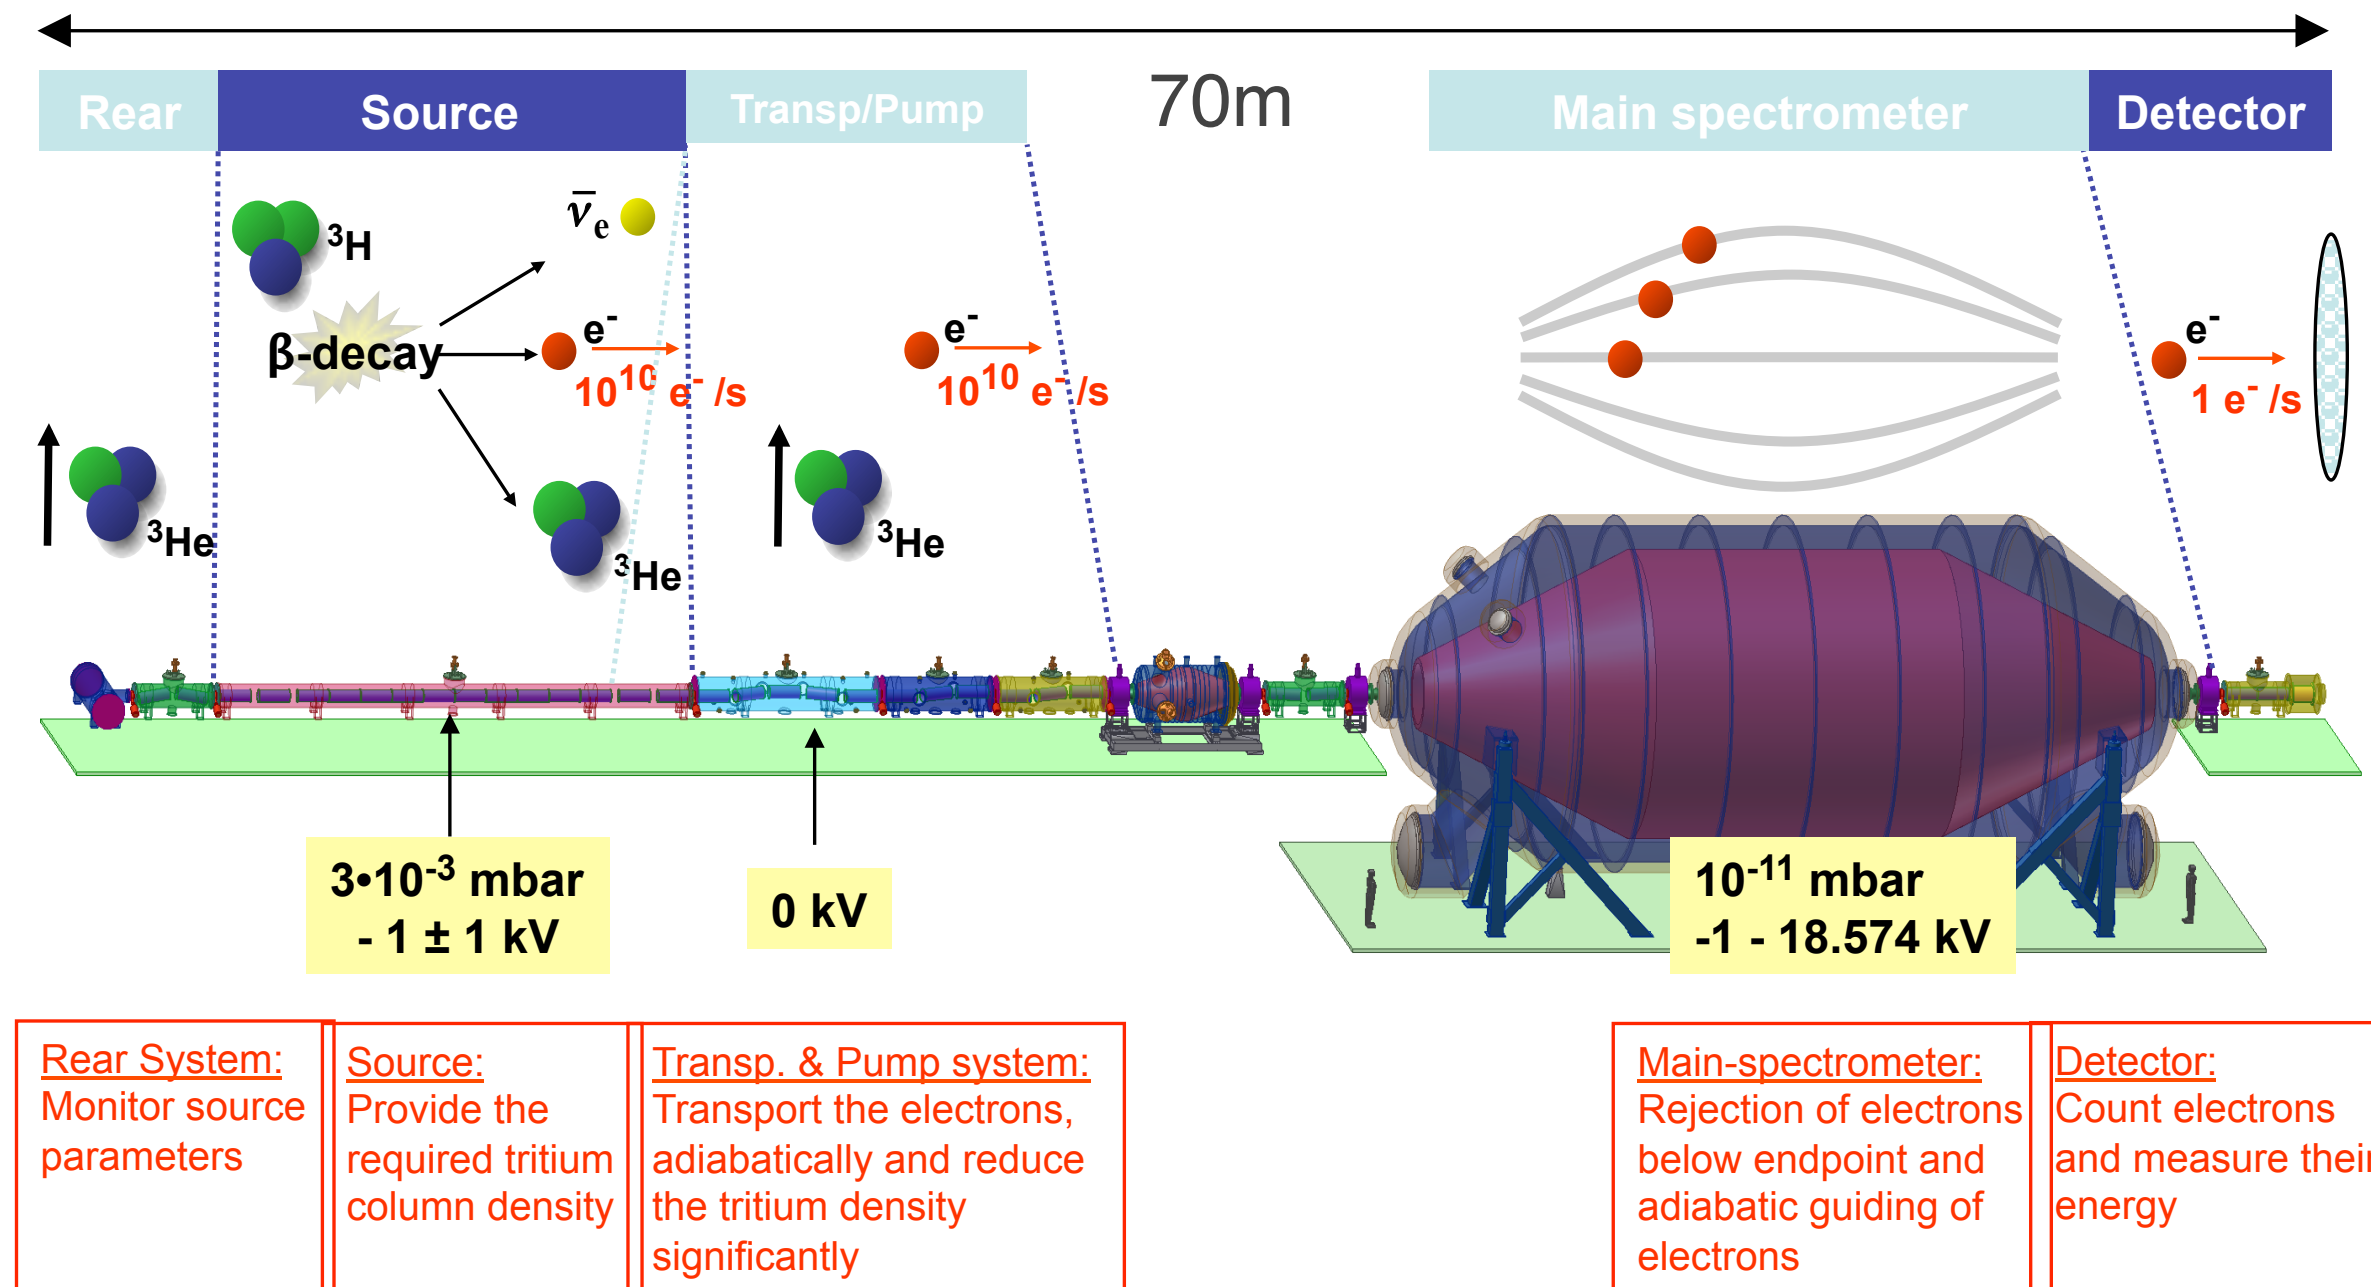 70m
Rear
Source
Transp/Pump
Main spectrometer
Detector
³H
ν̅ₑ
β-decay
e⁻
10¹⁰ e⁻ /s
e⁻
10¹⁰ e⁻ /s
e⁻
1 e⁻ /s
³He
³He
³He
3•10⁻³ mbar
- 1 ± 1 kV
0 kV
10⁻¹¹ mbar
-1 - 18.574 kV
Rear System:
Monitor source
parameters
Source:
Provide the
required tritium
column density
Transp. & Pump system:
Transport the electrons,
adiabatically and reduce
the tritium density
significantly
Main-spectrometer:
Rejection of electrons
below endpoint and
adiabatic guiding of
electrons
Detector:
Count electrons
and measure their
energy